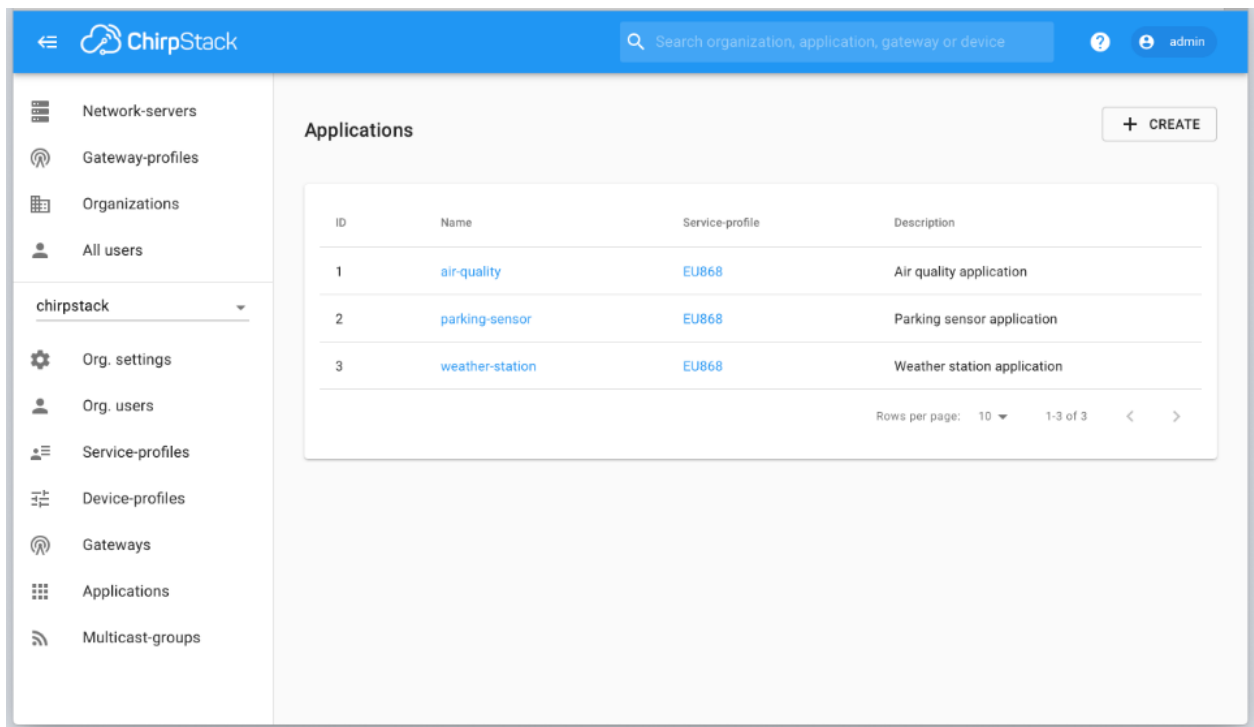 ChirpStack
Search organization, application, gateway or device
? admin
Network-servers
Gateway-profiles
Organizations
All users
chirpstack
Org. settings
Org. users
Service-profiles
Device-profiles
Gateways
Applications
Multicast-groups
Applications
+ CREATE
ID Name Service-profile Description
1 air-quality EU868 Air quality application
2 parking-sensor EU868 Parking sensor application
3 weather-station EU868 Weather station application
Rows per page: 10 1-3 of 3 < >